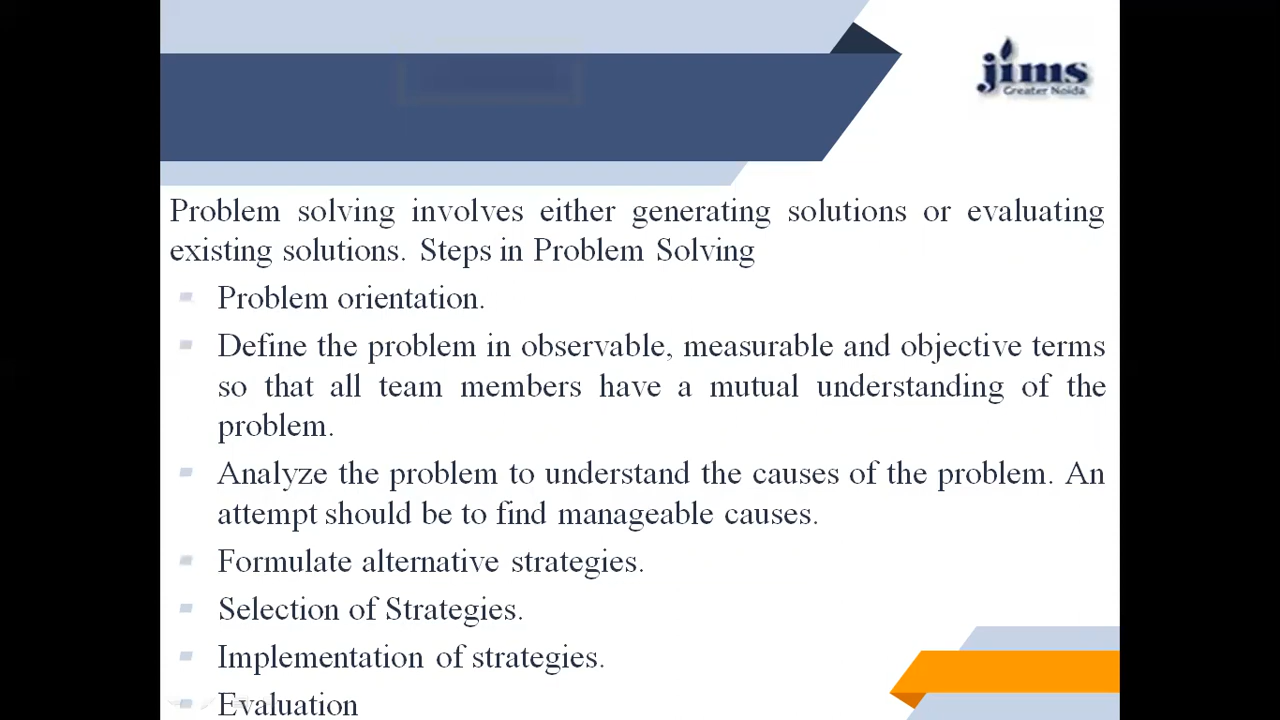 jims
Greater Noida
Problem solving involves either generating solutions or evaluating
existing solutions. Steps in Problem Solving
Problem orientation.
Define the problem in observable, measurable and objective terms
so that all team members have a mutual understanding of the
problem.
Analyze the problem to understand the causes of the problem. An
attempt should be to find manageable causes.
Formulate alternative strategies.
Selection of Strategies.
Implementation of strategies.
Evaluation